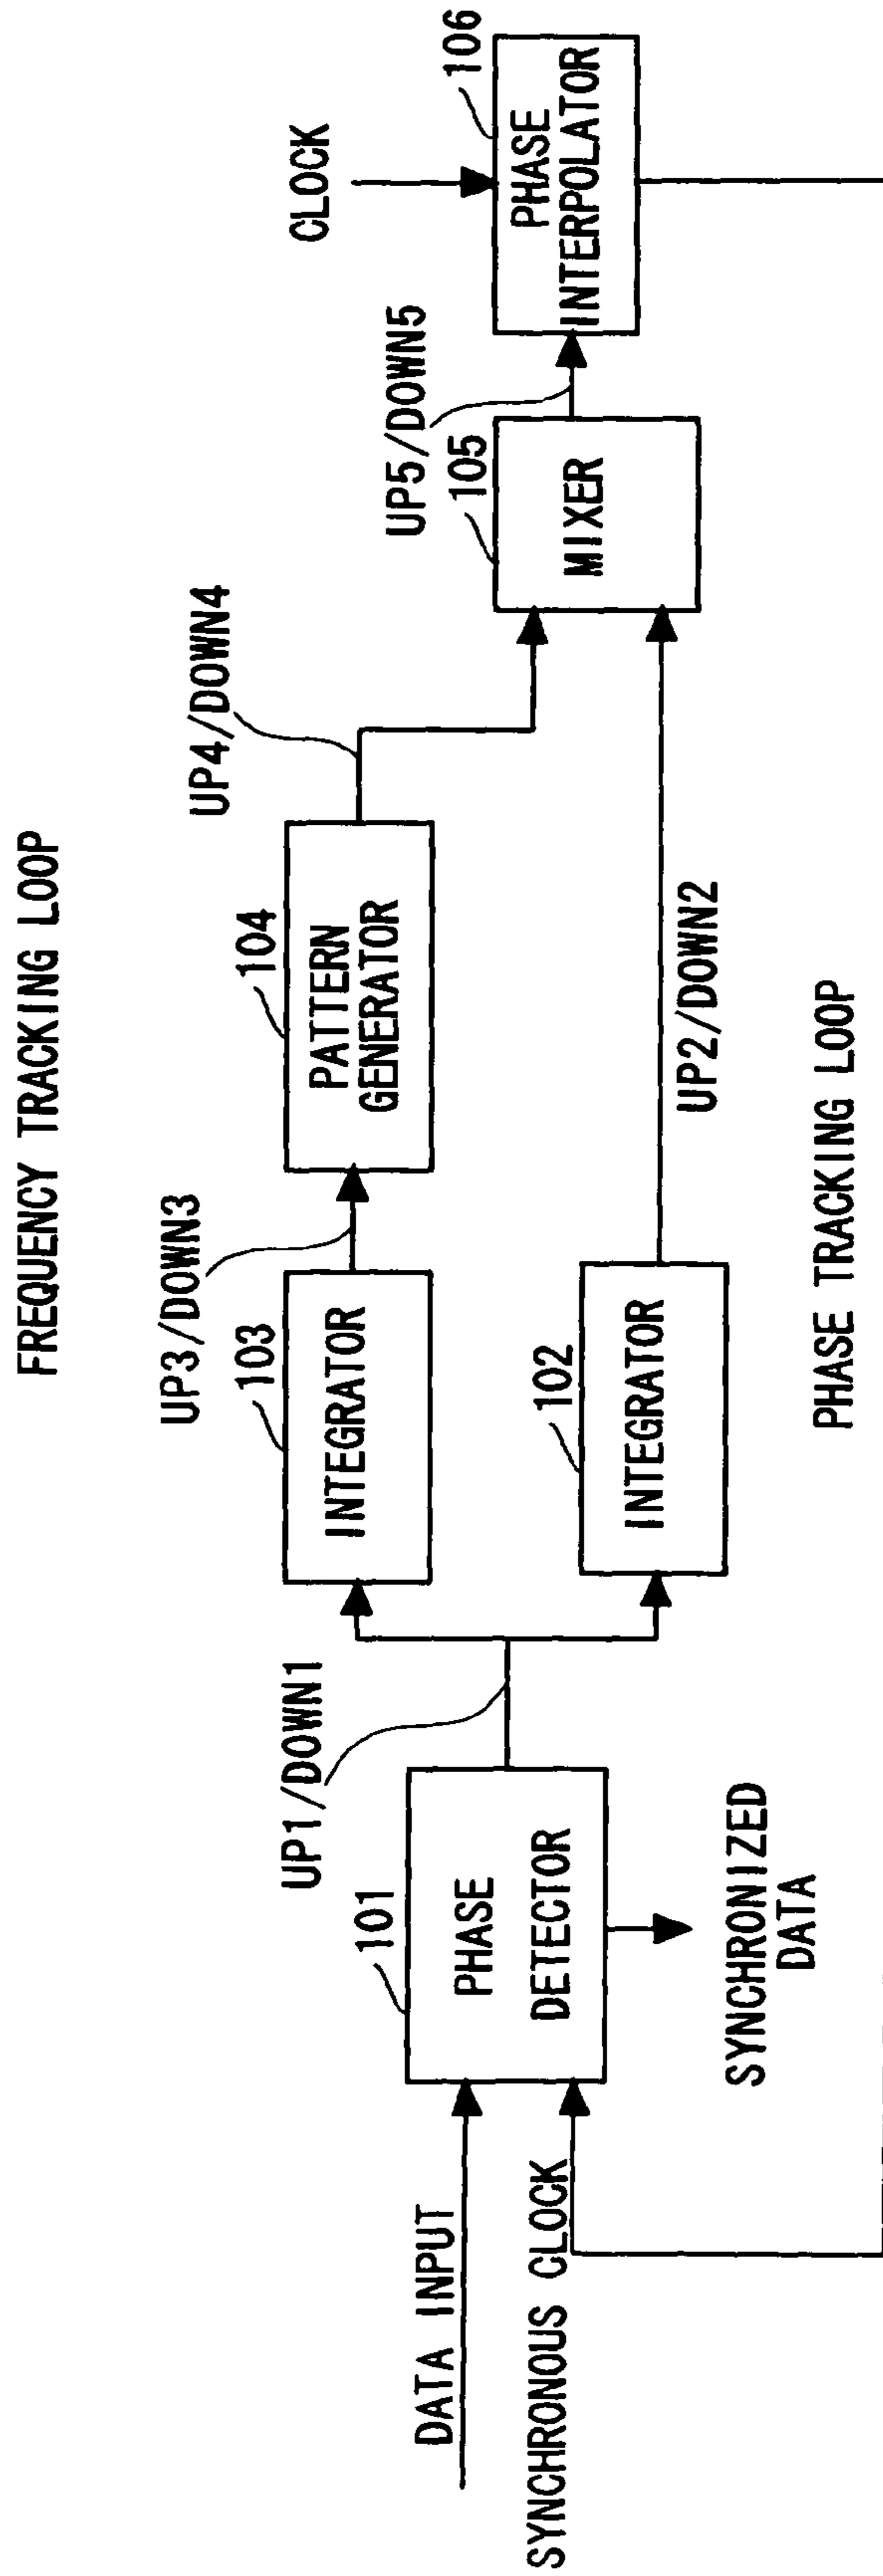 FREQUENCY TRACKING LOOP
DATA INPUT
SYNCHRONOUS CLOCK
101
PHASE
DETECTOR
SYNCHRONIZED
DATA
UP1/DOWN1
103
INTEGRATOR
UP3/DOWN3
104
PATTERN
GENERATOR
UP4/DOWN4
102
INTEGRATOR
UP2/DOWN2
105
MIXER
UP5/DOWN5
CLOCK
106
PHASE
INTERPOLATOR
PHASE TRACKING LOOP